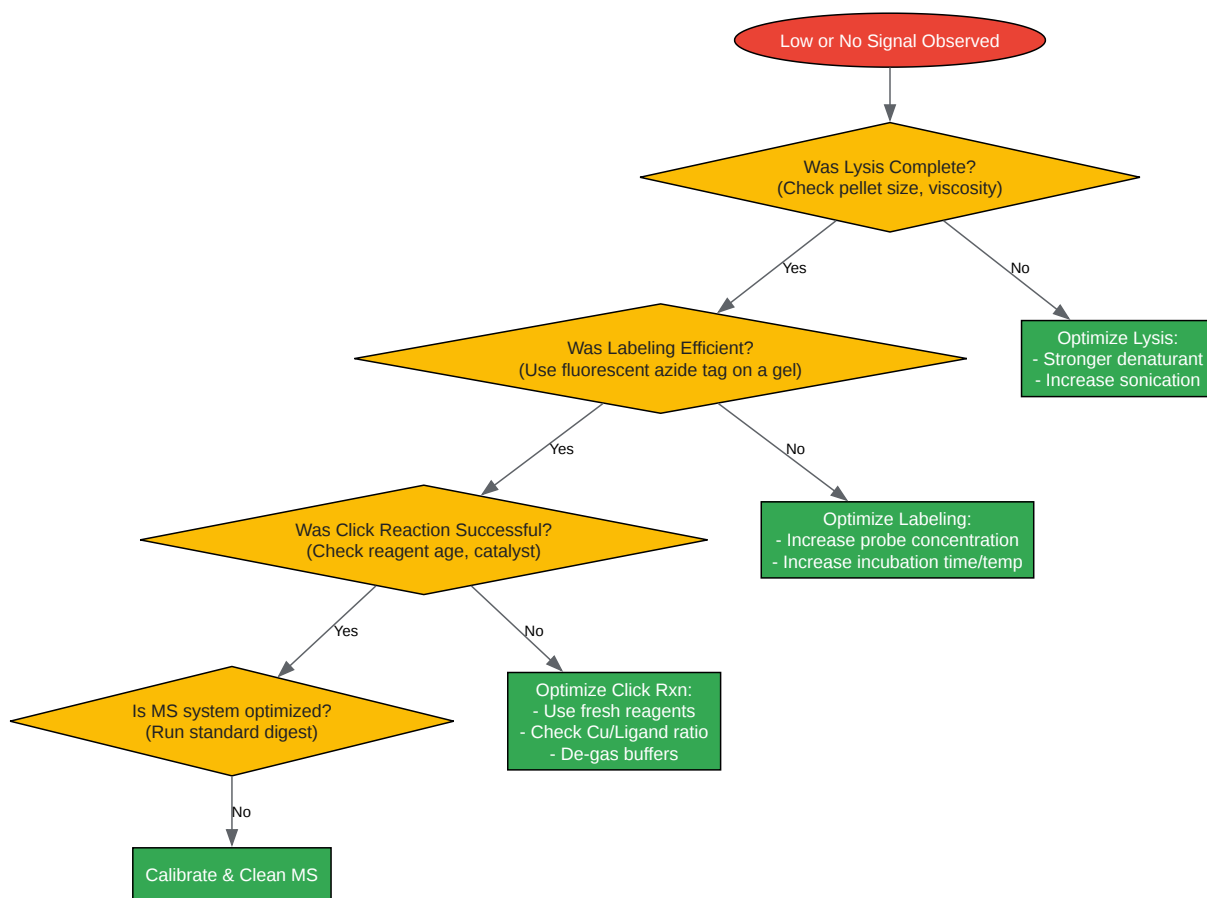 Low or No Signal Observed
Was Lysis Complete?
(Check pellet size, viscosity)
Yes
No
Optimize Lysis:
- Stronger denaturant
- Increase sonication
Was Labeling Efficient?
(Use fluorescent azide tag on a gel)
Yes
No
Optimize Labeling:
- Increase probe concentration
- Increase incubation time/temp
Was Click Reaction Successful?
(Check reagent age, catalyst)
Yes
No
Optimize Click Rxn:
- Use fresh reagents
- Check Cu/Ligand ratio
- De-gas buffers
Is MS system optimized?
(Run standard digest)
No
Calibrate & Clean MS